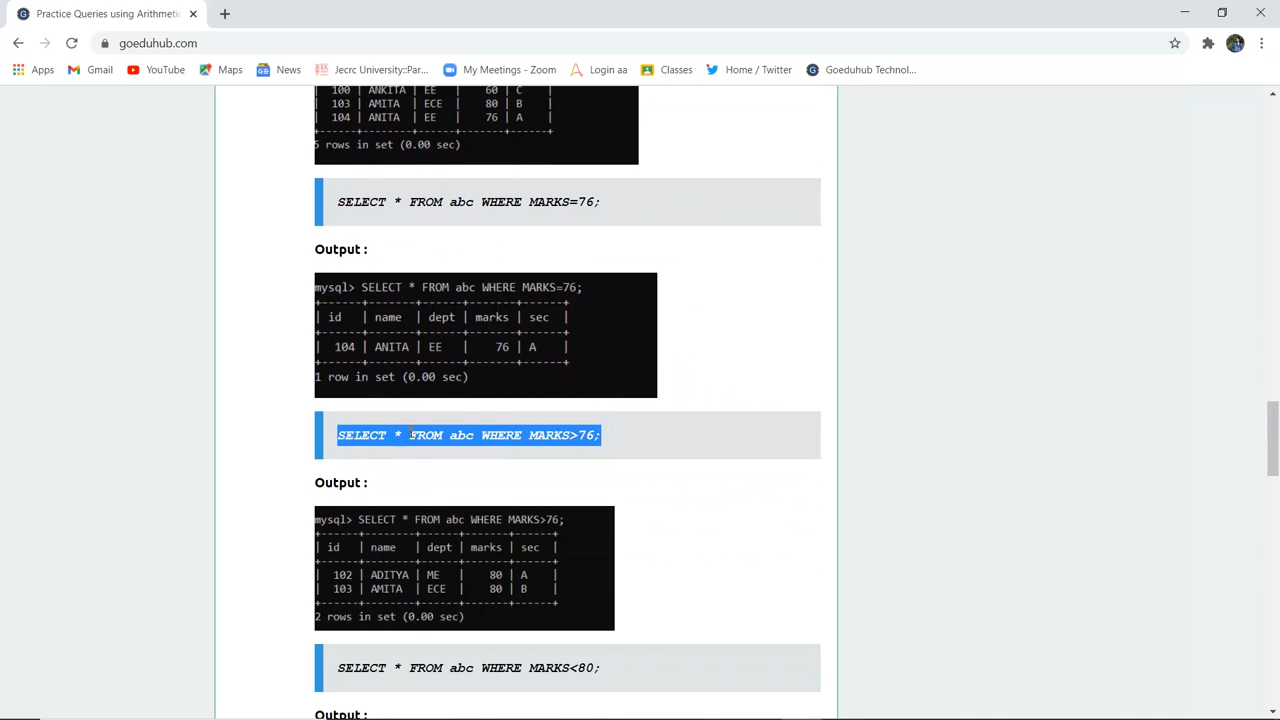 Practice Queries using Arithmetic
goeduhub.com
Apps Gmail YouTube Maps News Jecrc University::Par... My Meetings - Zoom Login aa Classes Home / Twitter Goeduhub Technol...
| 100 | ANKITA | EE | 60 | C |
| 103 | AMITA | ECE | 80 | B |
| 104 | ANITA | EE | 76 | A |
+------+-------+------+-------+------+
5 rows in set (0.00 sec)
SELECT * FROM abc WHERE MARKS=76;
Output :
mysql> SELECT * FROM abc WHERE MARKS=76;
+------+-------+------+-------+------+
| id | name | dept | marks | sec |
+------+-------+------+-------+------+
| 104 | ANITA | EE | 76 | A |
+------+-------+------+-------+------+
1 row in set (0.00 sec)
SELECT * FROM abc WHERE MARKS>76;
Output :
mysql> SELECT * FROM abc WHERE MARKS>76;
+------+--------+------+-------+------+
| id | name | dept | marks | sec |
+------+--------+------+-------+------+
| 102 | ADITYA | ME | 80 | A |
| 103 | AMITA | ECE | 80 | B |
+------+--------+------+-------+------+
2 rows in set (0.00 sec)
SELECT * FROM abc WHERE MARKS<80;
Output :